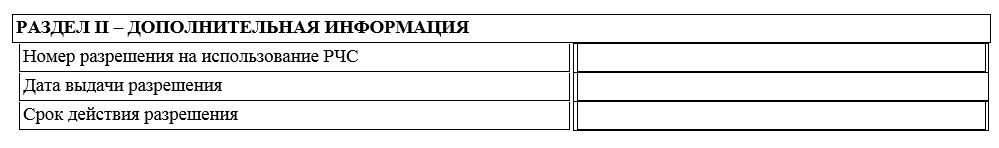 РАЗДЕЛ II – ДОПОЛНИТЕЛЬНАЯ ИНФОРМАЦИЯ
Номер разрешения на использование РЧС
Дата выдачи разрешения
Срок действия разрешения